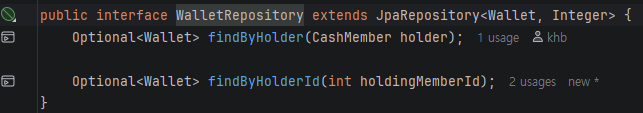 public interface WalletRepository extends JpaRepository<Wallet, Integer> {
Optional<Wallet> findByHolder(CashMember holder); 1 usage khb
Optional<Wallet> findByHolderId(int holdingMemberId); 2 usages new *
}